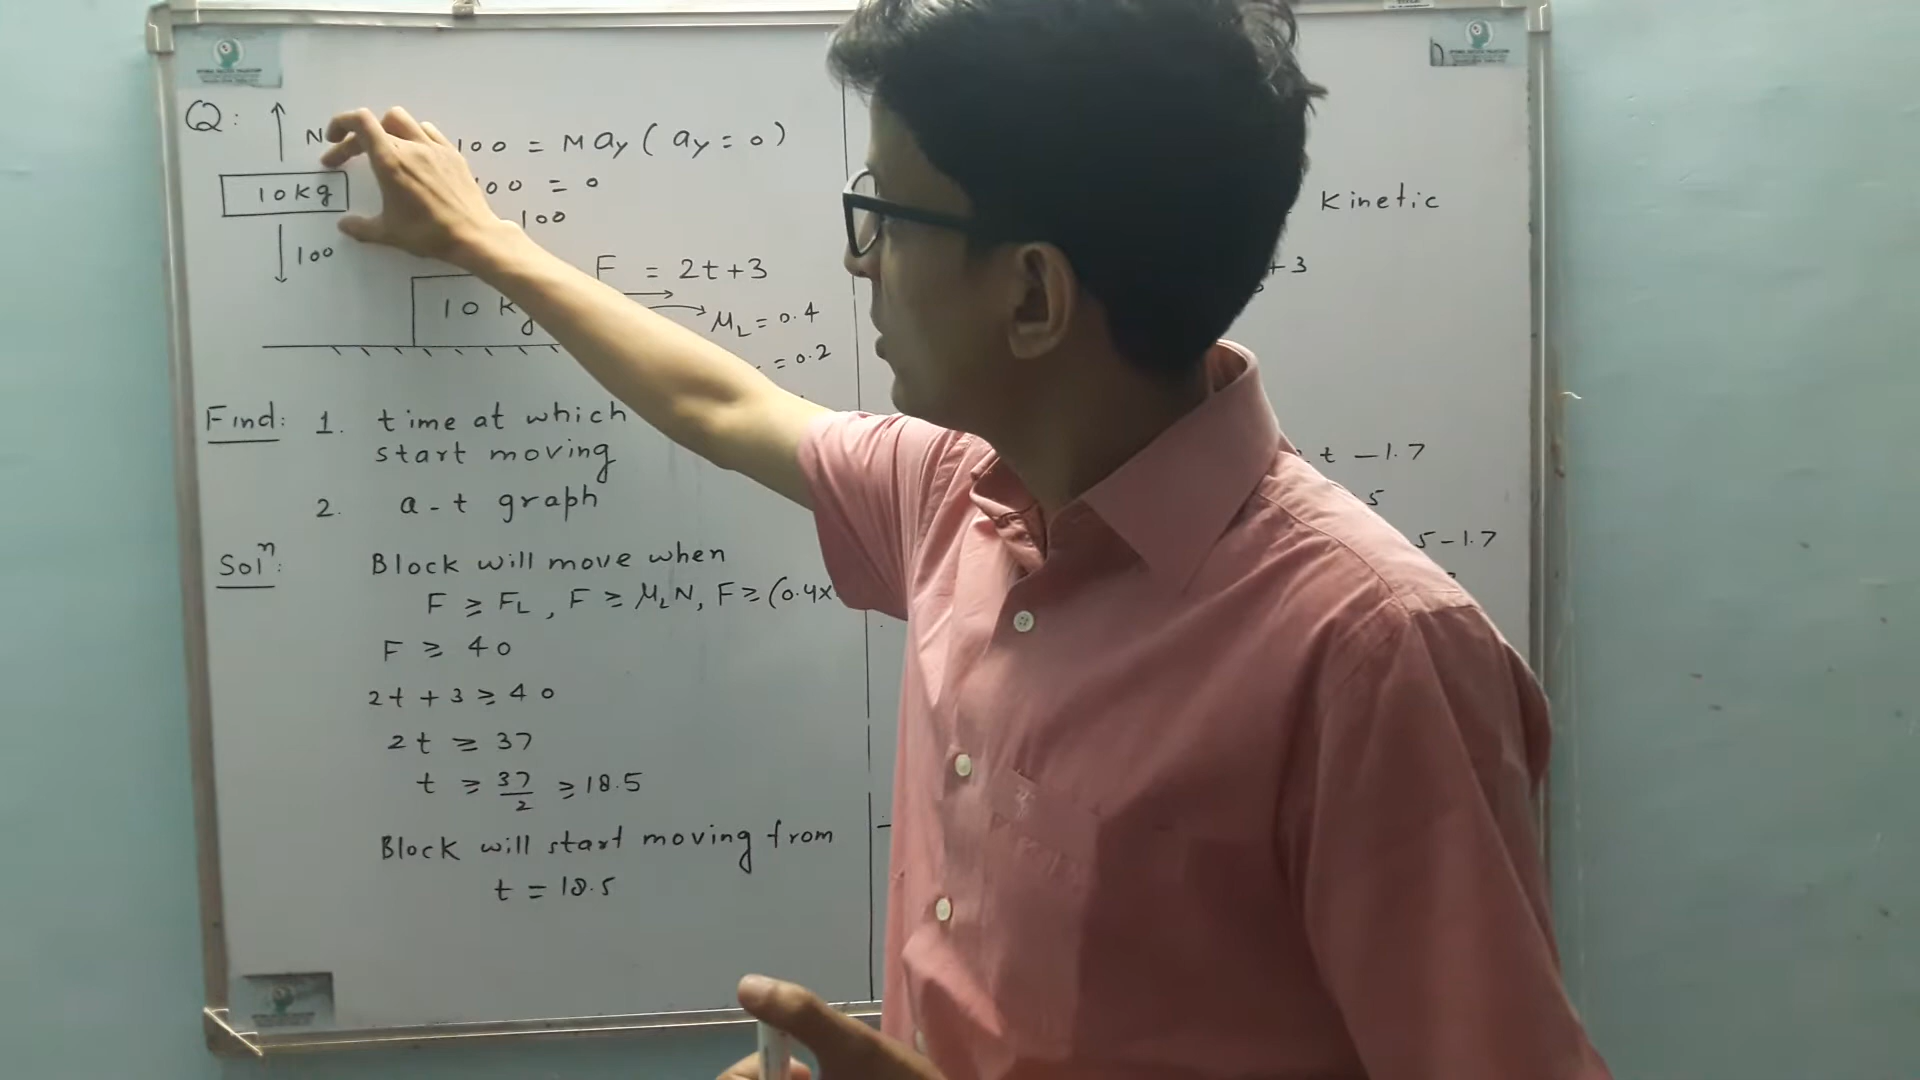 Q:
N
100 = May ( ay = 0 )
10kg
100 = 0
100
100
F = 2t+3
10 kg
μL = 0.4
= 0.2
Find: 1. time at which
start moving
2. a-t graph
Solⁿ: Block will move when
F ≥ FL, F ≥ μLN, F ≥ (0.4x
F ≥ 40
2t + 3 ≥ 40
2t ≥ 37
t ≥ 37/2 ≥ 18.5
Block will start moving from
t = 18.5
Kinetic
+3
t - 1.7
5
5-1.7